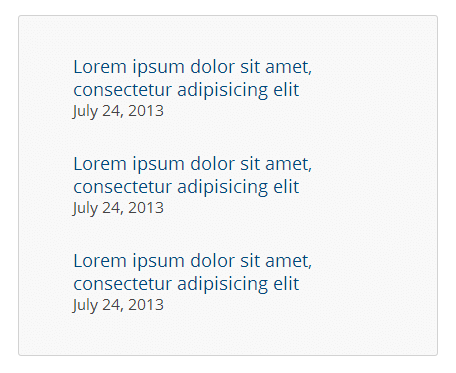 Lorem ipsum dolor sit amet,
consectetur adipisicing elit
July 24, 2013
Lorem ipsum dolor sit amet,
consectetur adipisicing elit
July 24, 2013
Lorem ipsum dolor sit amet,
consectetur adipisicing elit
July 24, 2013